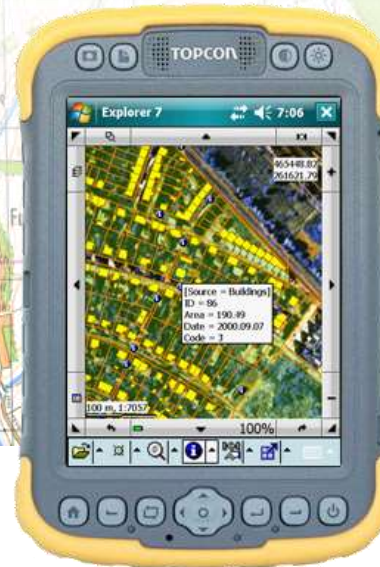 TOPCON
Explorer 7
7:06
465448.82
261621.79
[Source = Buildings]
ID = 86
Area = 190.49
Date = 2000.09.07
Code = 3
100 m, 1:7057
100%